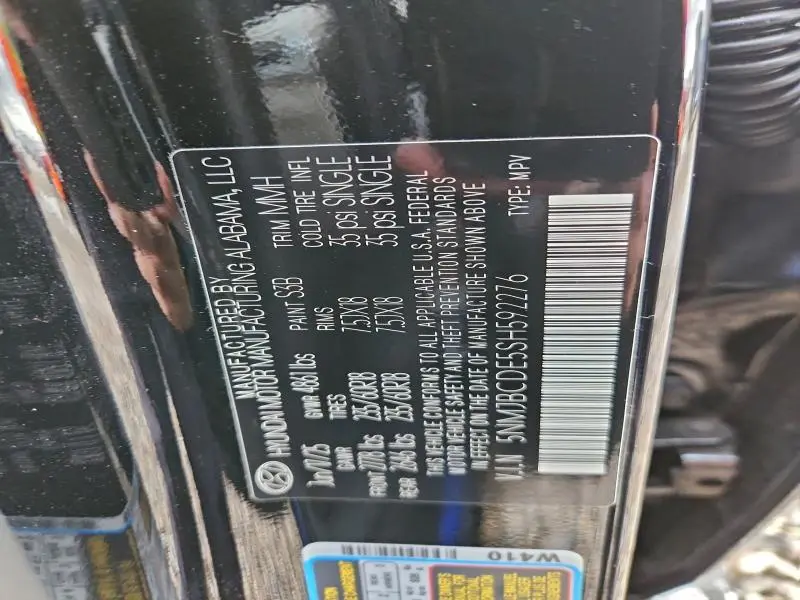 MANUFACTURED BY
HYUNDAI MOTOR MANUFACTURING ALABAMA, LLC
GVWR 4861 lbs PAINT S3B TRIM MMH
GAWR TIRES RIMS COLD TIRE INFL
FRONT 2778 lbs 235/60R18 7.5JX18 35 psi SINGLE
REAR 2646 lbs 235/60R18 7.5JX18 35 psi SINGLE
THIS VEHICLE CONFORMS TO ALL APPLICABLE U.S.A. FEDERAL
MOTOR VEHICLE SAFETY AND THEFT PREVENTION STANDARDS
IN EFFECT ON THE DATE OF MANUFACTURE SHOWN ABOVE
V.I.N 5NMJBCDE5SH592276 TYPE: MPV
W410